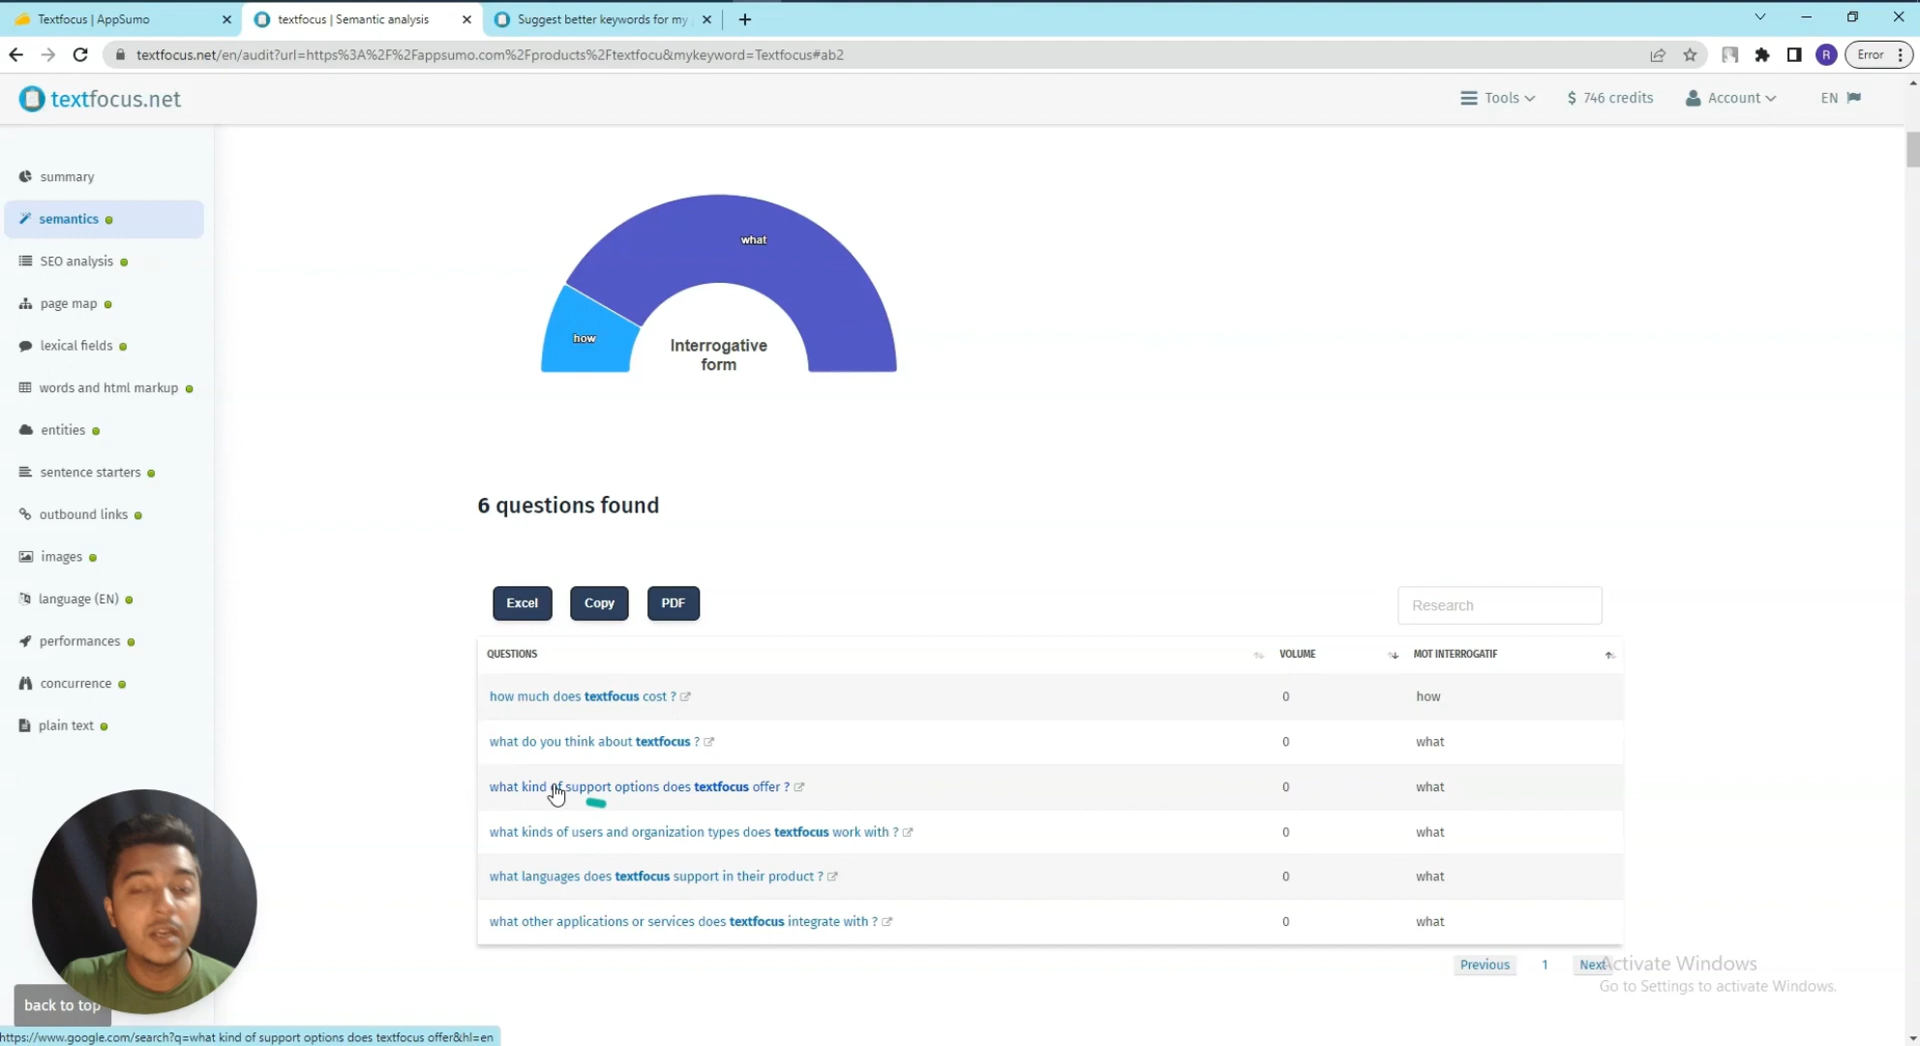 Textfocus | AppSumo
textfocus | Semantic analysis
Suggest better keywords for my
textfocus.net/en/audit?url=https%3A%2F%2Fappsumo.com%2Fproducts%2Ftextfocu&mykeyword=Textfocus#ab2
R
Error
textfocus.net
Tools
$ 746 credits
Account
EN
summary
semantics
SEO analysis
page map
lexical fields
words and html markup
entities
sentence starters
outbound links
images
language (EN)
performances
concurrence
plain text
back to top
what
how
Interrogative
form
6 questions found
Excel
Copy
PDF
Research
QUESTIONS VOLUME MOT INTERROGATIF
how much does textfocus cost ? 0 how
what do you think about textfocus ? 0 what
what kind of support options does textfocus offer ? 0 what
what kinds of users and organization types does textfocus work with ? 0 what
what languages does textfocus support in their product ? 0 what
what other applications or services does textfocus integrate with ? 0 what
Previous 1 Next
Activate Windows
Go to Settings to activate Windows.
https://www.google.com/search?q=what kind of support options does textfocus offer&hl=en